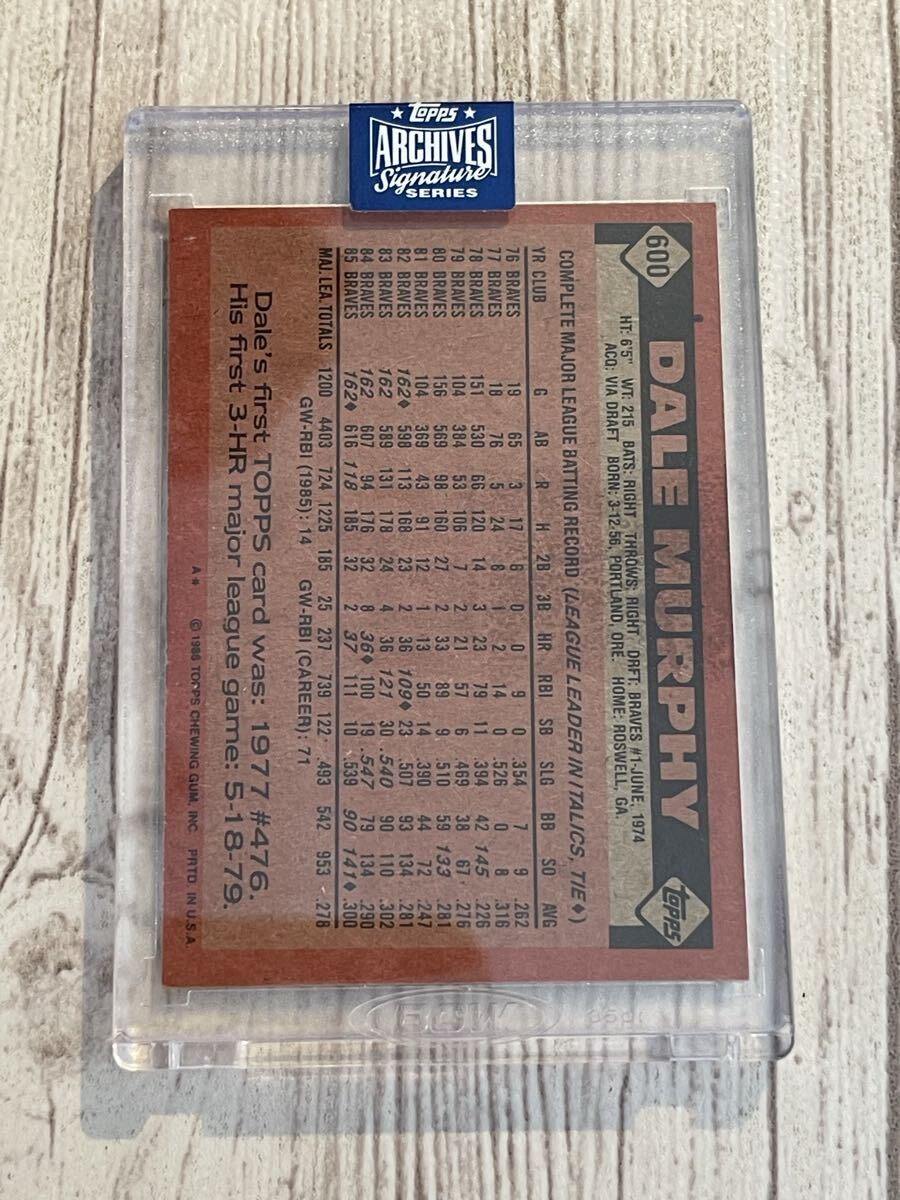 ★ TOPPS ★
ARCHIVES
Signature
SERIES
600 DALE MURPHY TOPPS
HT: 6'5" WT: 215 BATS: RIGHT THROWS: RIGHT DRFT: BRAVES #1-JUNE, 1974
ACQ: VIA DRAFT BORN: 3-12-56, PORTLAND, ORE. HOME: ROSWELL, GA.
COMPLETE MAJOR LEAGUE BATTING RECORD (LEAGUE LEADER IN ITALICS, TIE♦)
YR CLUB G AB R H 2B 3B HR RBI SB SLG BB SO AVG
76 BRAVES 19 65 3 17 6 0 0 9 0 .354 7 9 .262
77 BRAVES 18 76 5 24 6 1 2 14 0 .526 0 8 .316
78 BRAVES 151 530 66 120 14 3 23 79 11 .394 42 145 .226
79 BRAVES 104 384 53 106 7 2 21 57 6 .469 38 67 .276
80 BRAVES 156 569 98 160 27 2 33 89 9 .510 59 133 .281
81 BRAVES 104 369 43 91 12 1 13 50 14 .390 44 72 .247
82 BRAVES 162♦ 598 113 168 23 2 36 109♦ 23 .507 93 134 .281
83 BRAVES 162 589 131 178 24 4 36 121 30 .540 90 110 .302
84 BRAVES 162 607 94 176 32 8 36♦ 100 19 .547 79 134 .290
85 BRAVES 162♦ 616 118 185 32 2 37 111 10 .539 90 141♦ .300
MAJ. LEA. TOTALS 1200 4403 724 1225 185 25 237 739 122 .493 542 953 .278
GW-RBI (1985): 14 GW-RBI (CAREER): 71
Dale's first TOPPS card was: 1977 #476.
His first 3-HR major league game: 5-18-79.
A* © 1986 TOPPS CHEWING GUM, INC. PRTD. IN U.S.A.